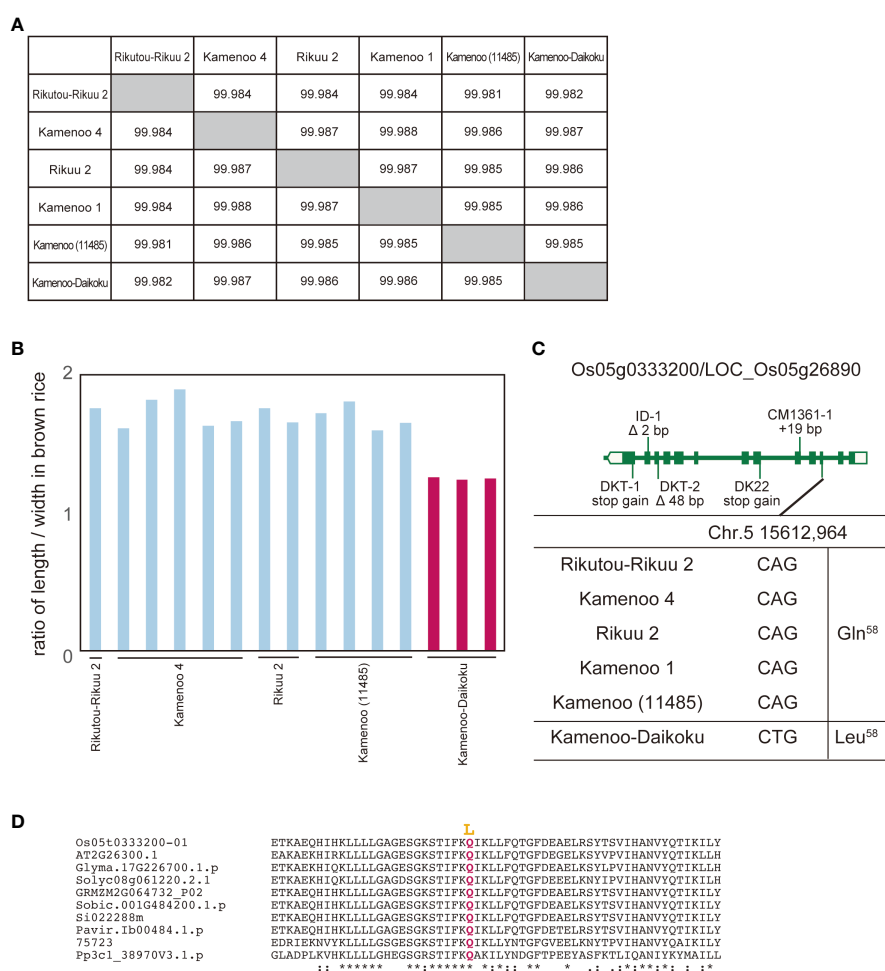 A
Rikutou-Rikuu 2 Kamenoo 4 Rikuu 2 Kamenoo 1 Kamenoo (11485) Kamenoo-Daikoku
Rikutou-Rikuu 2 99.984 99.984 99.984 99.981 99.982
Kamenoo 4 99.984 99.987 99.988 99.986 99.987
Rikuu 2 99.984 99.987 99.987 99.985 99.986
Kamenoo 1 99.984 99.988 99.987 99.985 99.986
Kamenoo (11485) 99.981 99.986 99.985 99.985 99.985
Kamenoo-Daikoku 99.982 99.987 99.986 99.986 99.985
B
ratio of length / width in brown rice
2
1
0
Rikutou-Rikuu 2
Kamenoo 4
Rikuu 2
Kamenoo (11485)
Kamenoo-Daikoku
C
Os05g0333200/LOC_Os05g26890
ID-1
Δ 2 bp
CM1361-1
+19 bp
DKT-1
stop gain
DKT-2
Δ 48 bp
DK22
stop gain
Chr.5 15612,964
Rikutou-Rikuu 2 CAG
Kamenoo 4 CAG
Rikuu 2 CAG
Gln58
Kamenoo 1 CAG
Kamenoo (11485) CAG
Kamenoo-Daikoku CTG Leu58
D
L
Os05t0333200-01 ETKAEQHIHKLLLLGAGESGKSTIFKQIKLLFQTGFDEAELRSYTSVIHANVYQTIKILY
AT2G26300.1 EAKAEKHIRKLLLLGAGESGKSTIFKQIKLLFQTGFDEGELKSYVPVIHANVYQTIKLLH
Glyma.17G226700.1.p ETKAEQHIQKLLLLGAGESGKSTIFKQIKLLFQTGFDEAELKSYLPVIHANVYQTIKLLH
Solyc08g061220.2.1 ETKAEQHIKQLLLLGAGDSGKSTIFKQIKLLFQTGFDEEELKNYIPVIHANVYQTIKILH
GRMZM2G064732_P02 ETKAEQHIHKLLLLGAGESGKSTIFKQIKLLFQTGFDEAELRSYTSVIHANVYQTIKILY
Sobic.001G484200.1.p ETKAEQHIHKLLLLGAGESGKSTIFKQIKLLFQTGFDEAELRSYTSVIHANVYQTIKILY
Si022288m ETKAEQHIHKLLLLGAGESGKSTIFKQIKLLFQTGFDEAELRSYTSVIHANVYQTIKILY
Pavir.Ib00484.1.p ETKAEQHIHKLLLLGAGESGKSTIFKQIKLLFQTGFDETELRSYTSVIHANVYQTIKILY
75723 EDRIEKNVYKLLLLGAGESGKSTIFKQIKLLYNTGFGVEELKNYTPVIHANVYQAIKILY
Pp3c1_38970V3.1.p GLADPLKVHKLLLLGHEGSGKSTIFKQAKILYNDGFTPEEYASFKTLIQANIYKYMAILL